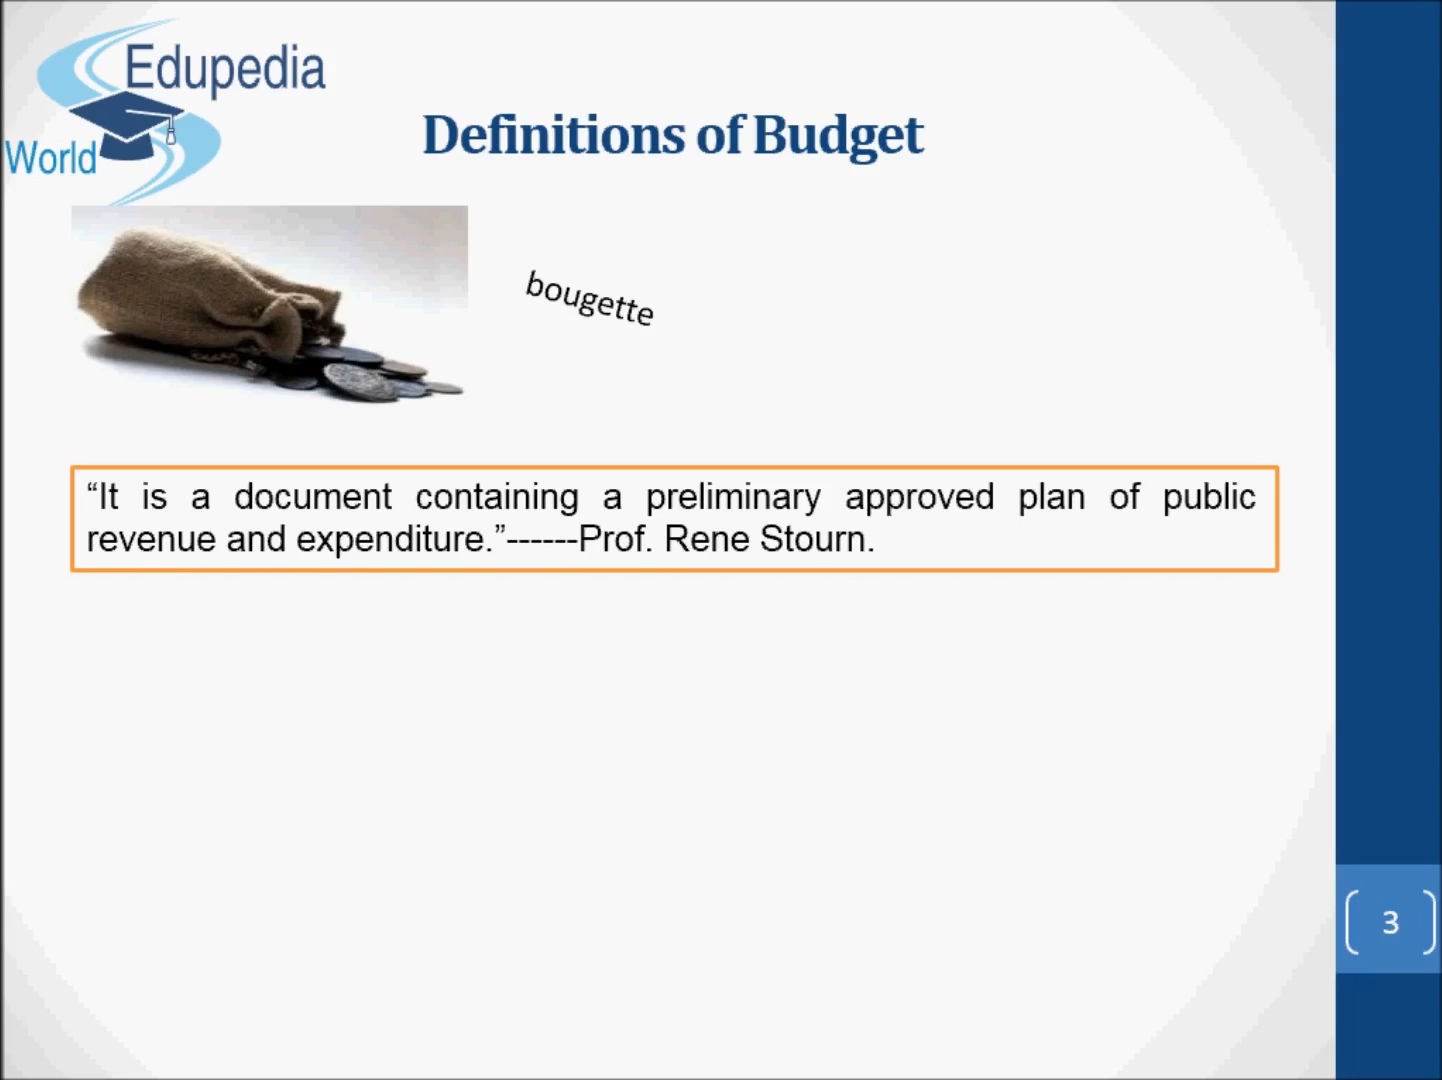 Edupedia
World
Definitions of Budget
bougette
“It is a document containing a preliminary approved plan of public
revenue and expenditure.”------Prof. Rene Stourn.
3